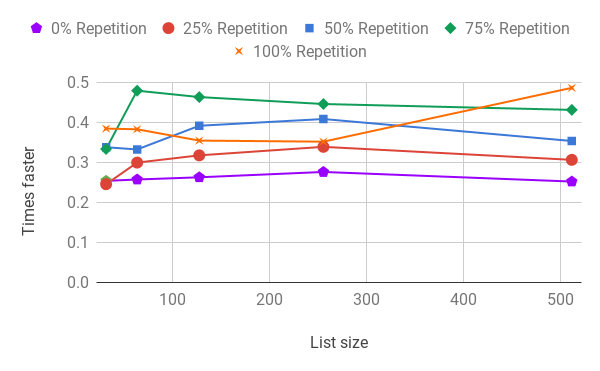 0% Repetition 25% Repetition 50% Repetition 75% Repetition
100% Repetition
0.5
0.4
0.3
0.2
0.1
0.0
Times faster
100 200 300 400 500
List size